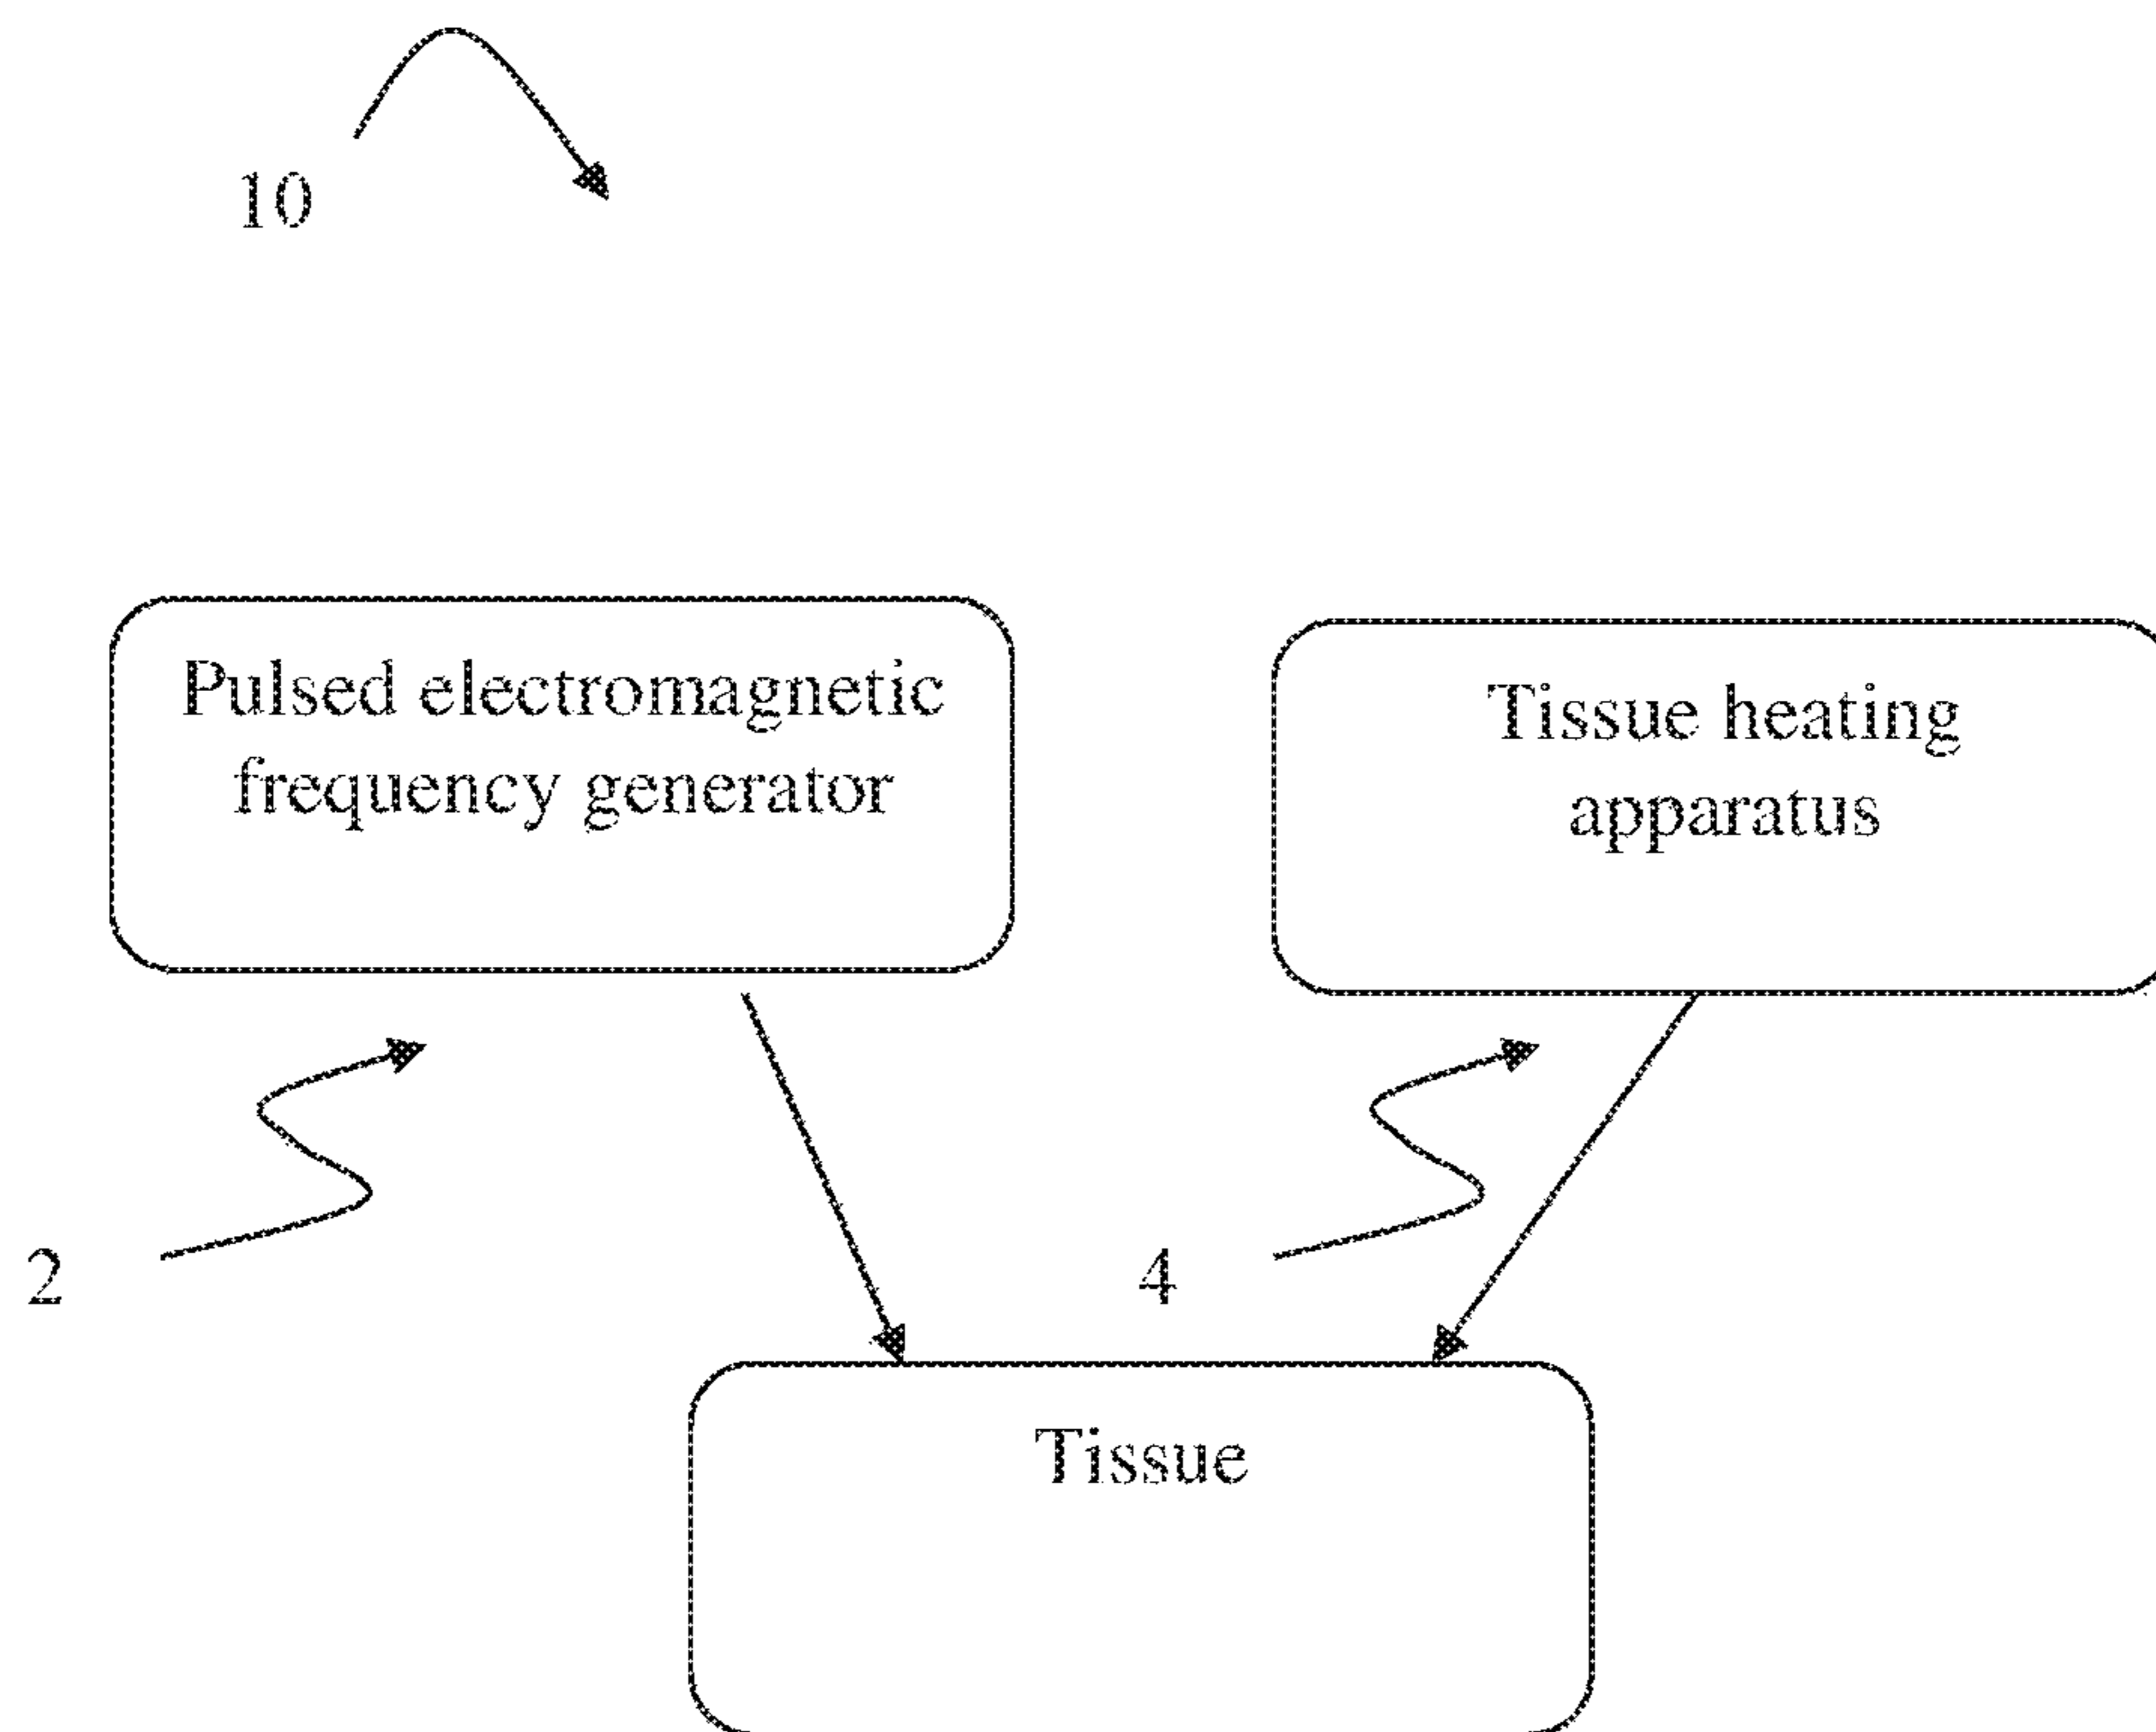 10
Pulsed electromagnetic
frequency generator
Tissue heating
apparatus
2
4
Tissue